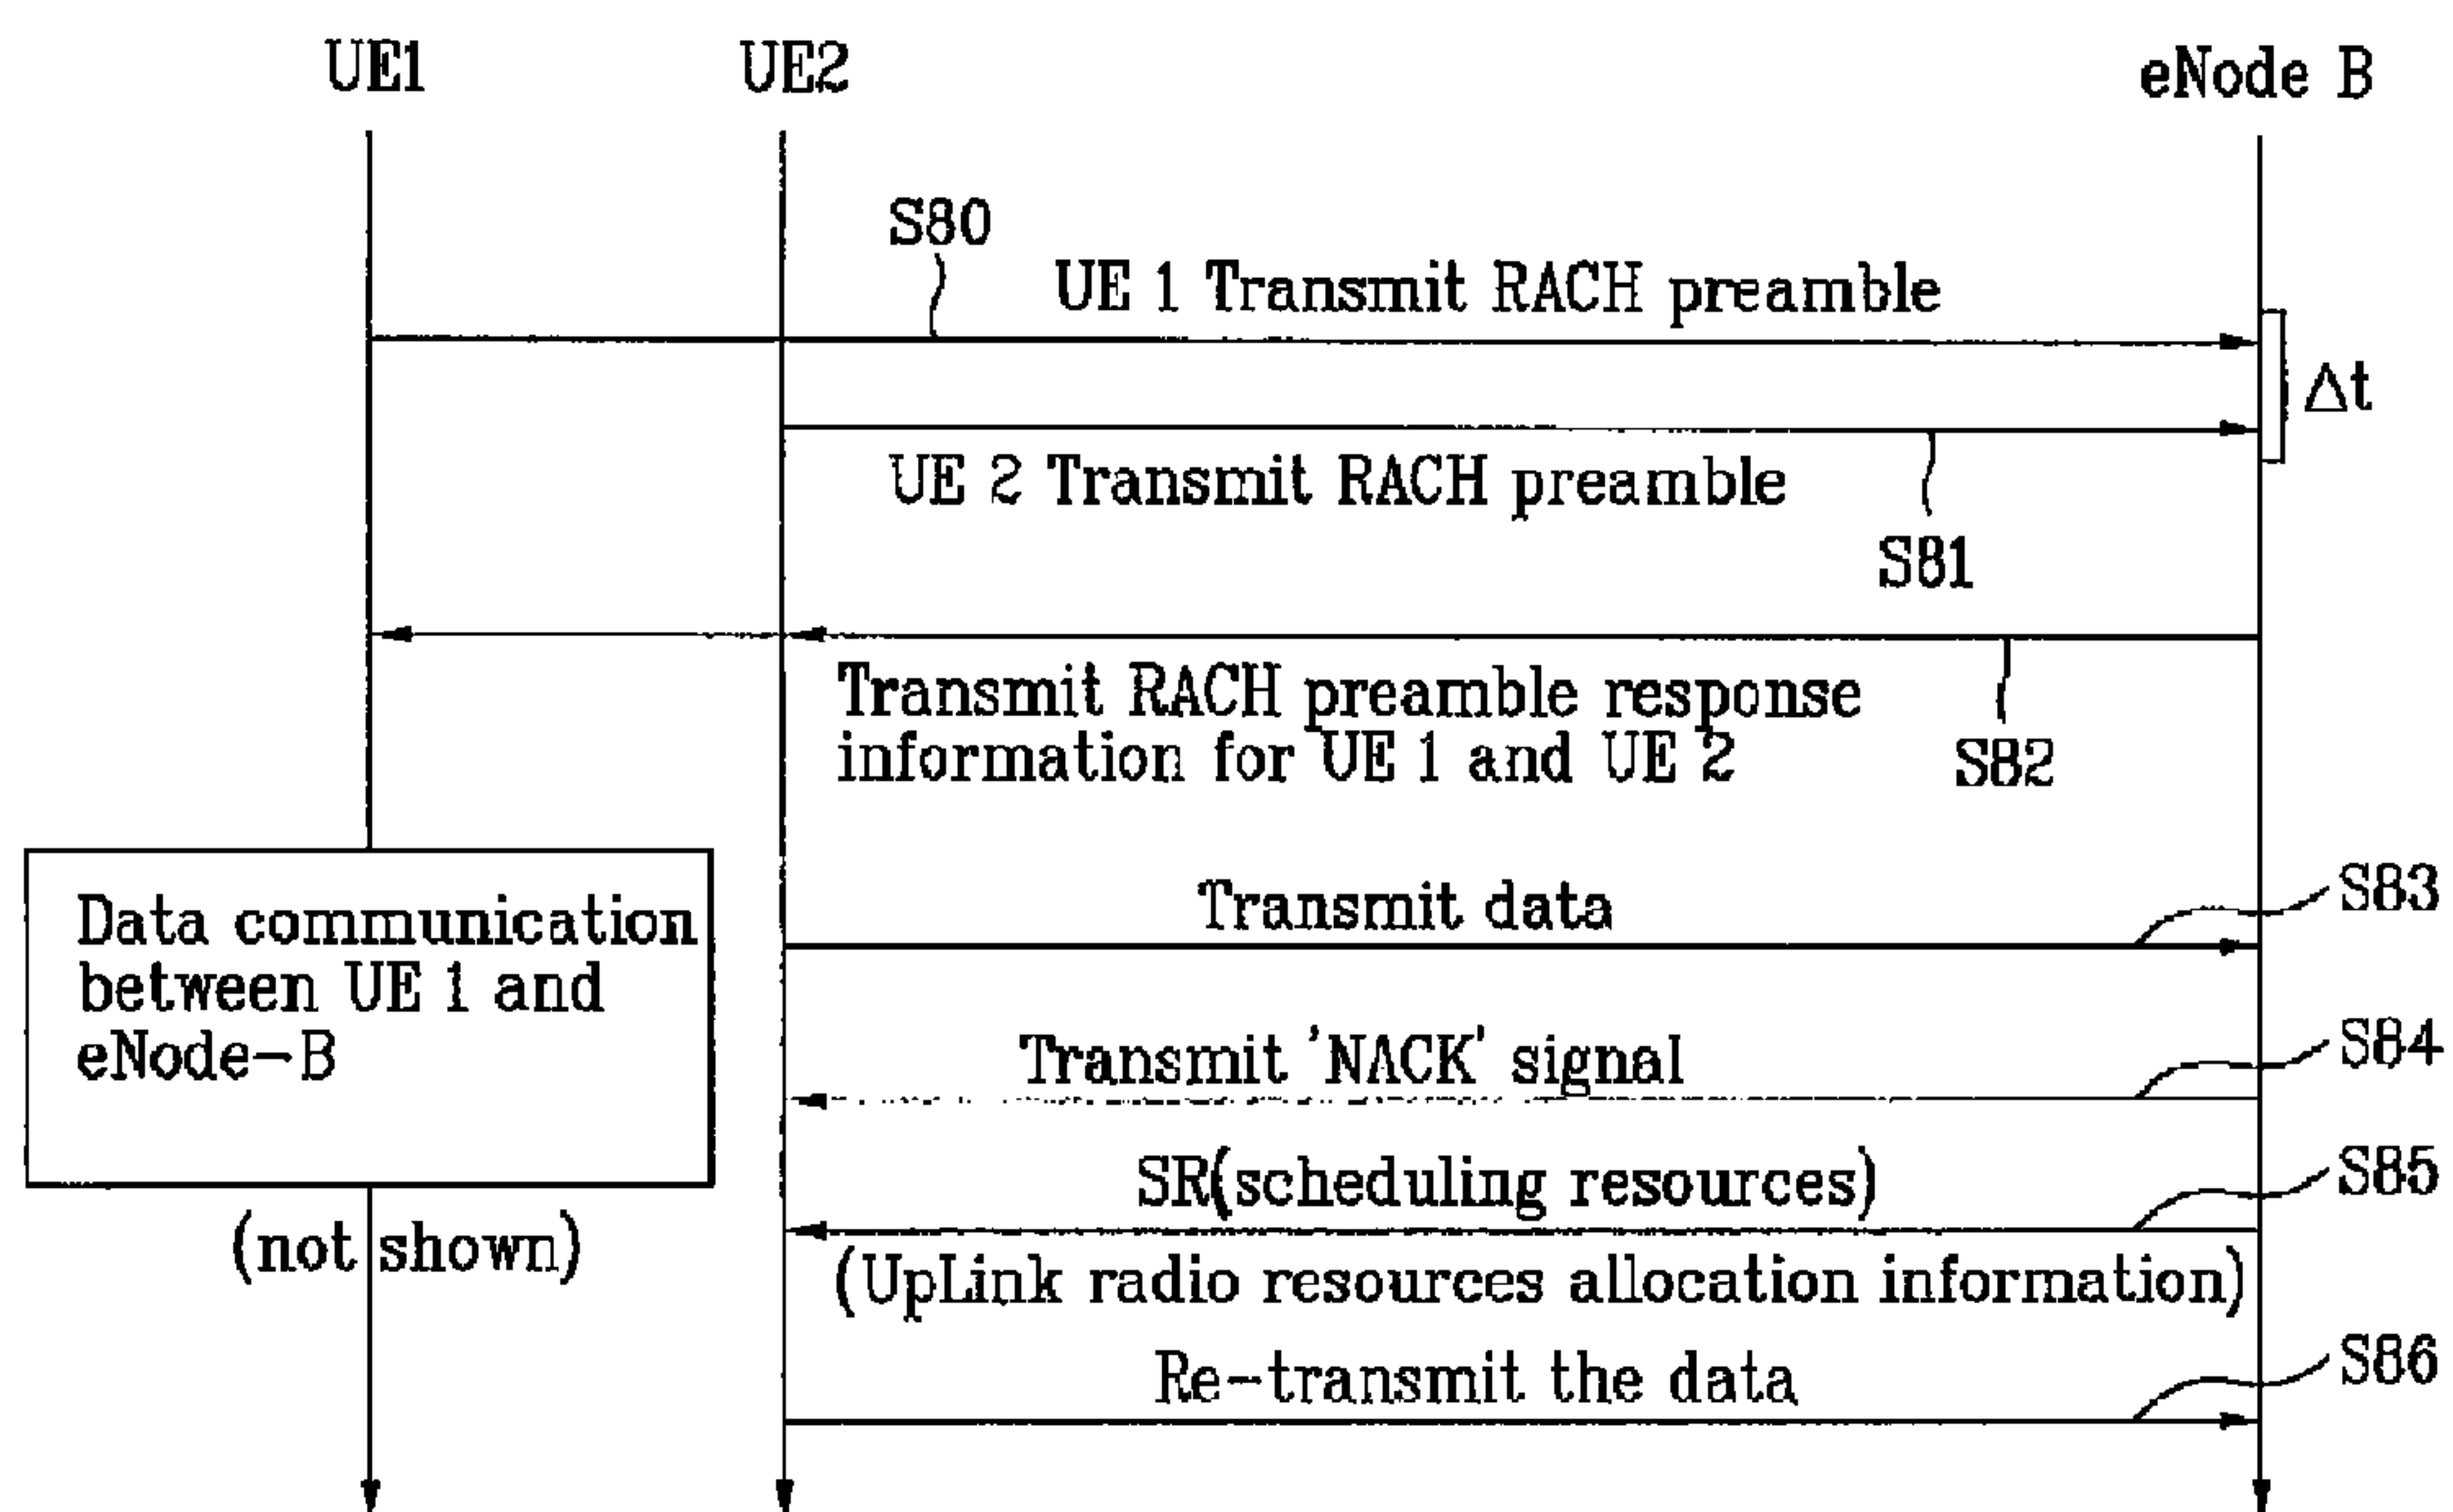 UE1
UE2
eNode B
S80
UE 1 Transmit RACH preamble
Δt
UE 2 Transmit RACH preamble
S81
Transmit RACH preamble response
information for UE 1 and UE 2
S82
Data communication
between UE 1 and
eNode-B
(not shown)
Transmit data
S83
Transmit 'NACK' signal
S84
SR(scheduling resources)
S85
(UpLink radio resources allocation information)
Re-transmit the data
S86